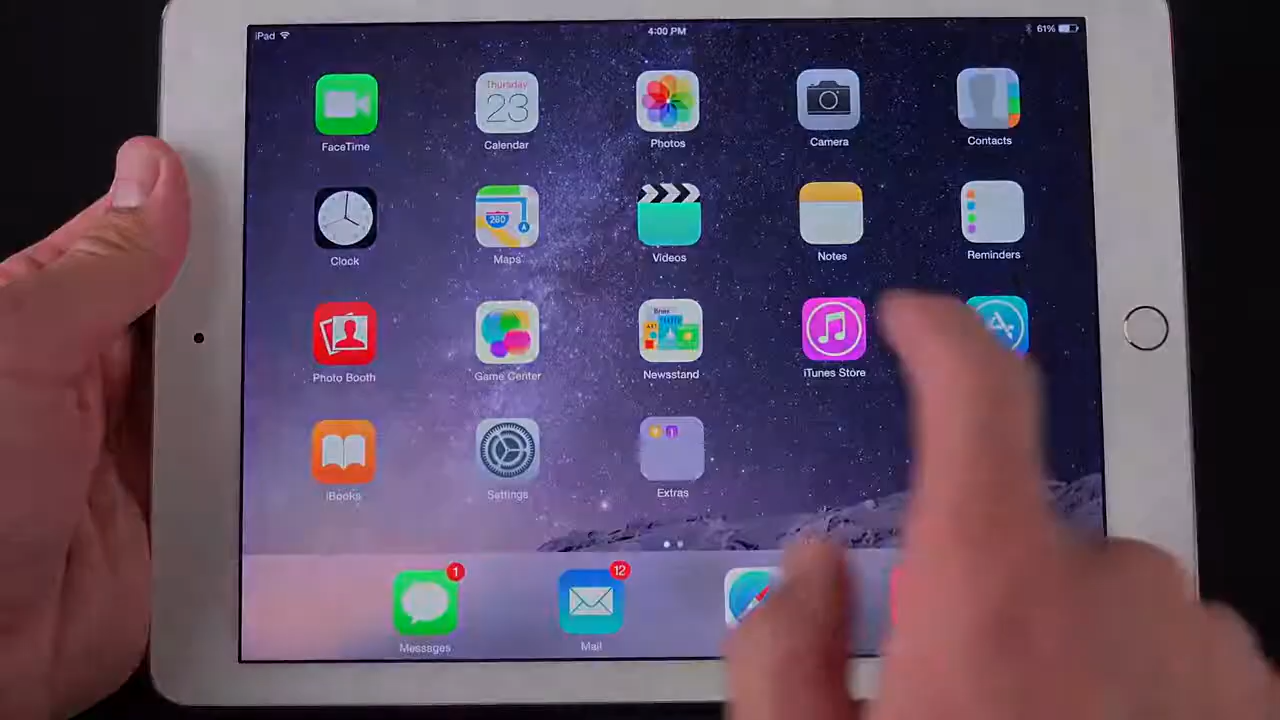 iPad
4:00 PM
61%
Thursday
23
FaceTime
Calendar
Photos
Camera
Contacts
280
Clock
Maps
Videos
Notes
Reminders
ART
Photo Booth
Game Center
Newsstand
iTunes Store
iBooks
Settings
Extras
1
12
Messages
Mail